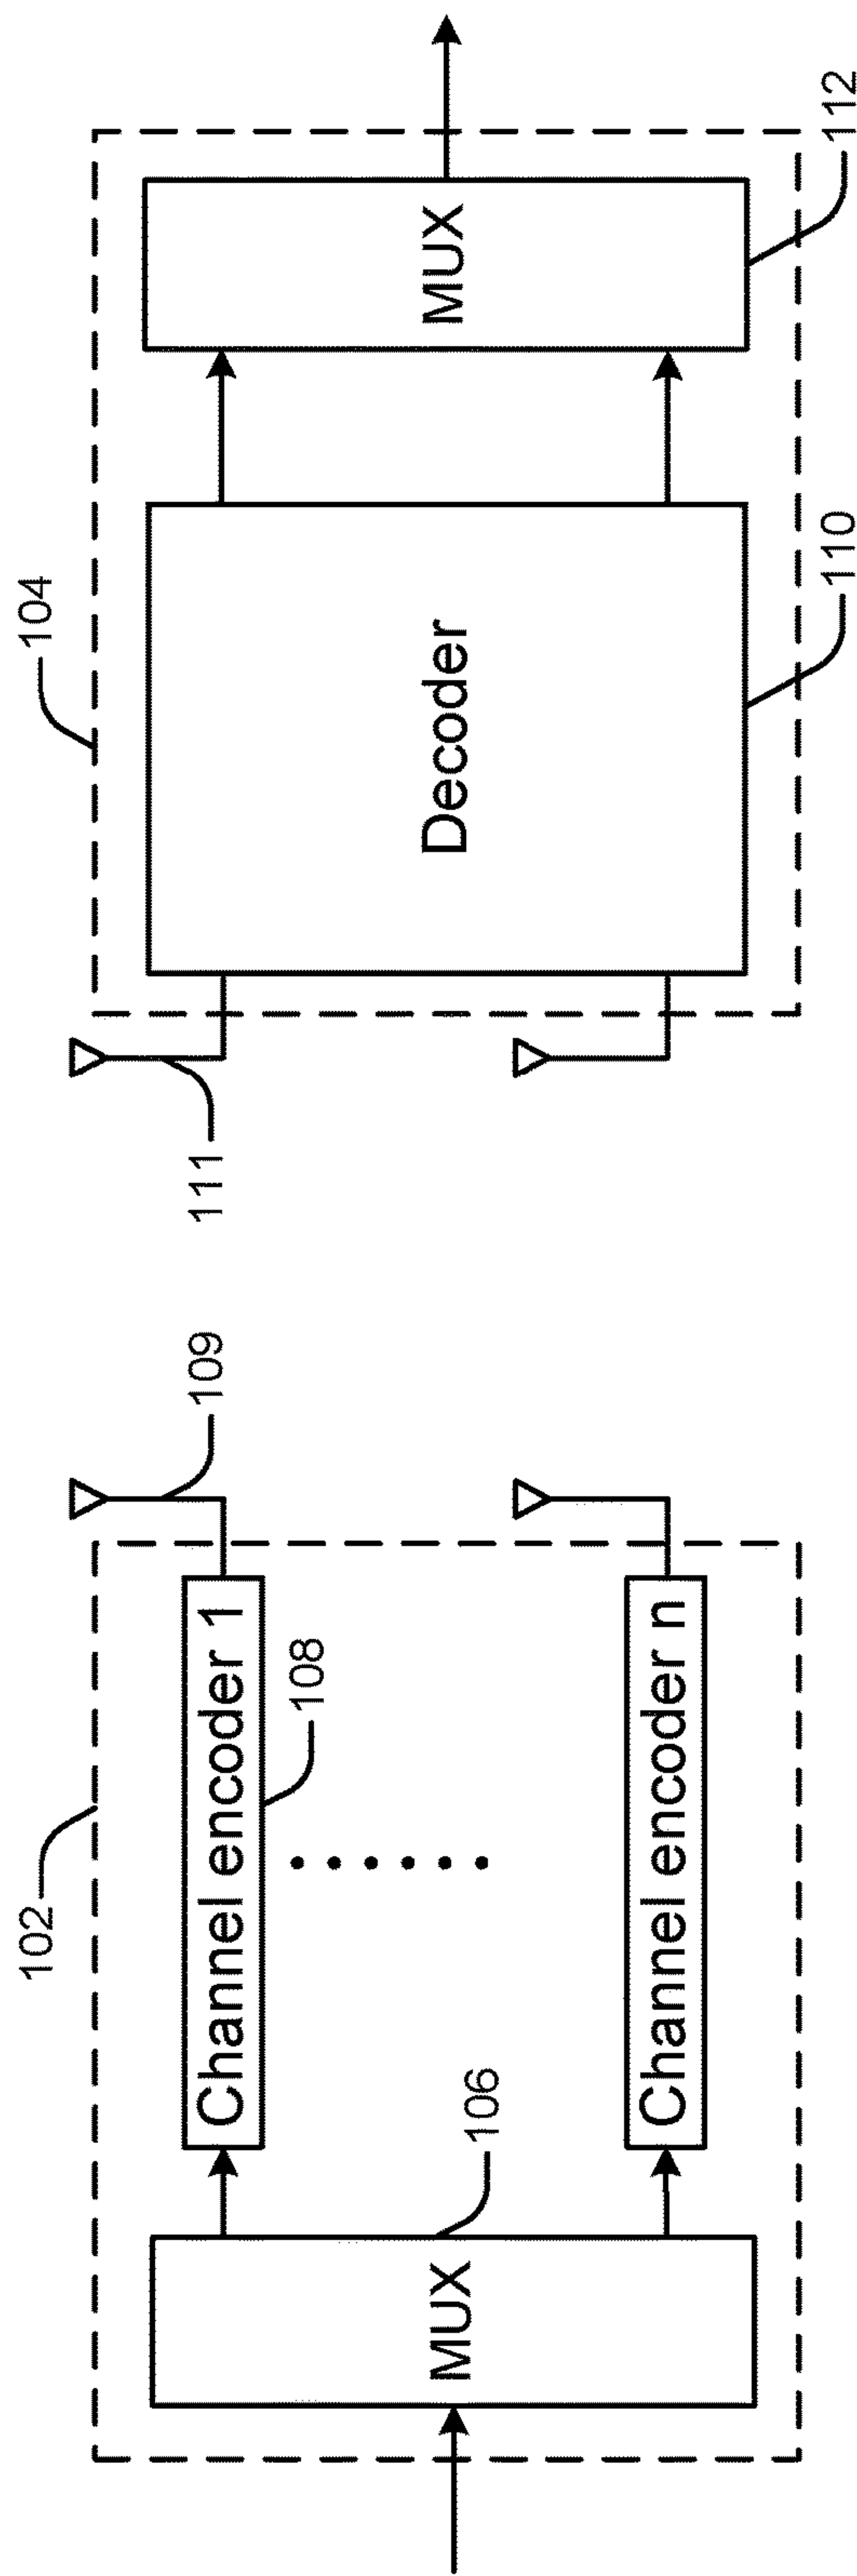 102
109
111
104
MUX
106
Channel encoder 1
108
Channel encoder n
Decoder
110
MUX
112